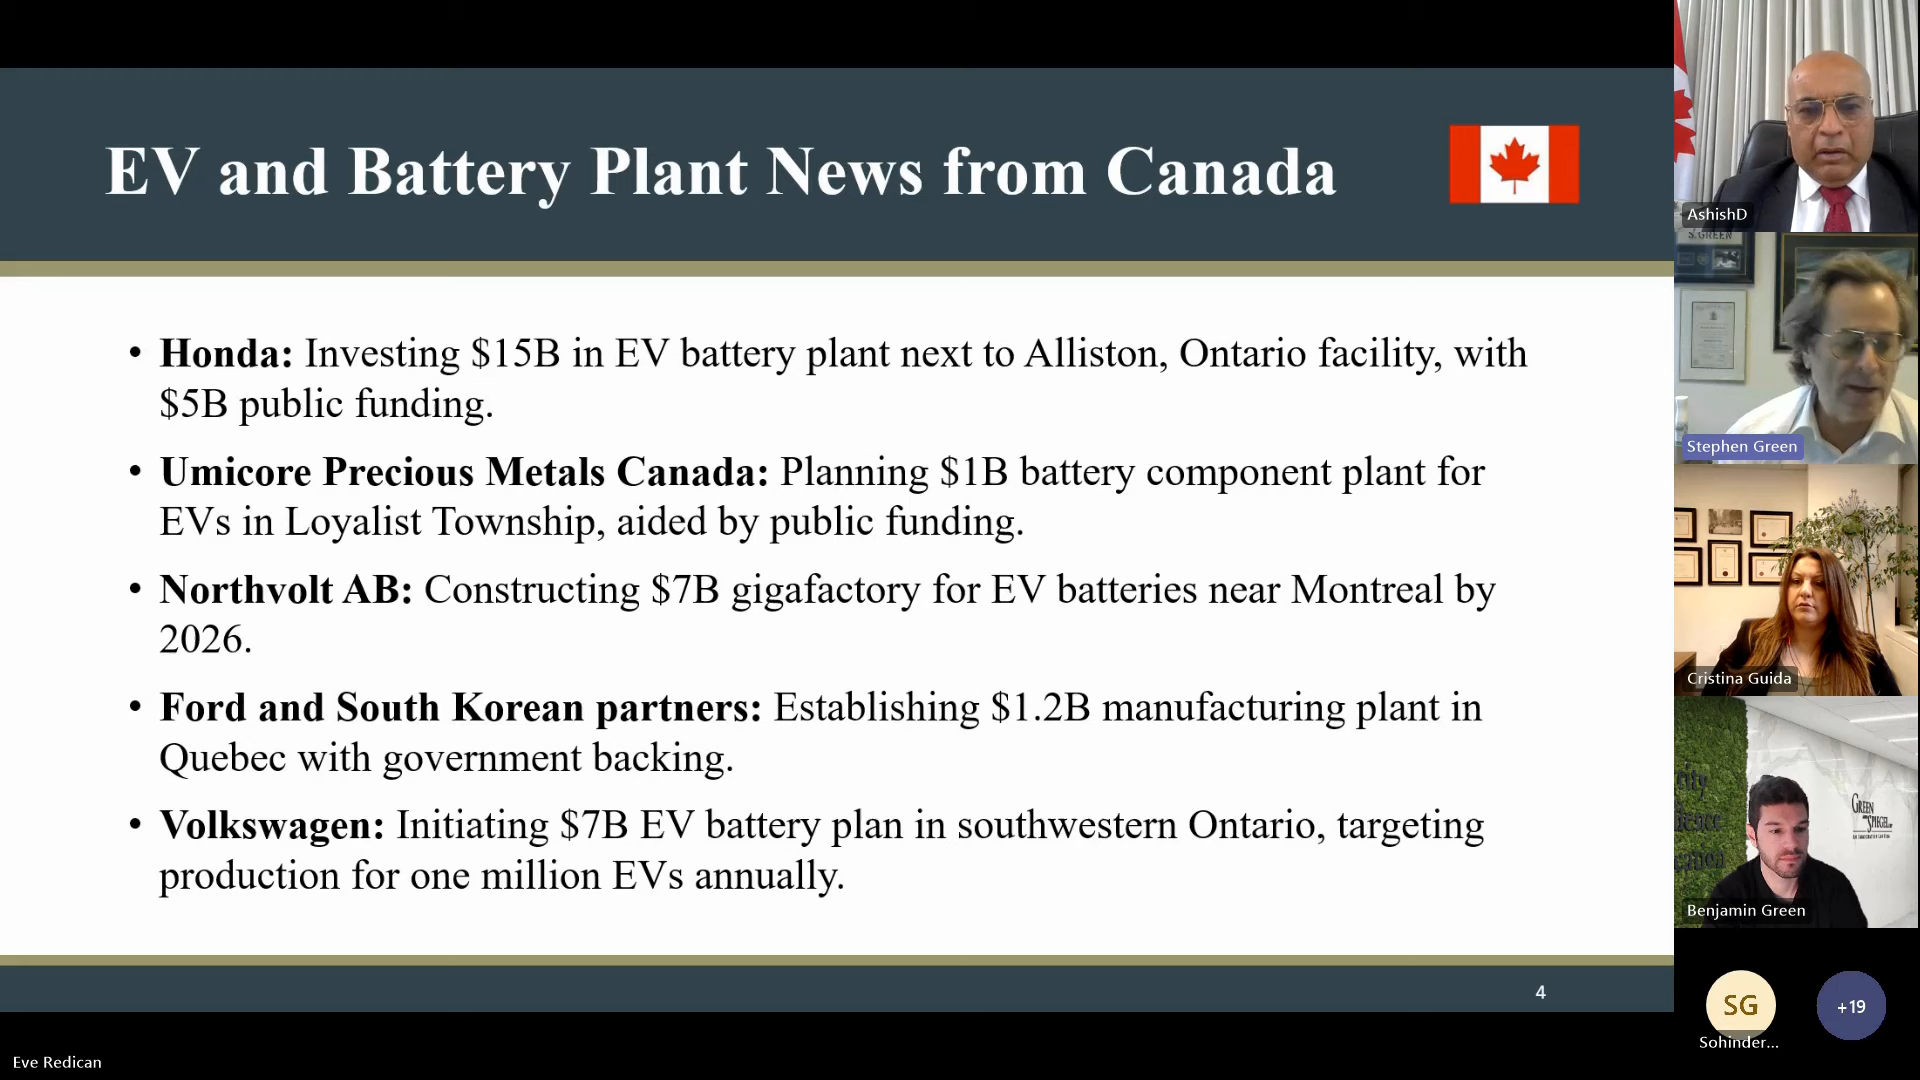 EV and Battery Plant News from Canada
• Honda: Investing $15B in EV battery plant next to Alliston, Ontario facility, with
$5B public funding.
• Umicore Precious Metals Canada: Planning $1B battery component plant for
EVs in Loyalist Township, aided by public funding.
• Northvolt AB: Constructing $7B gigafactory for EV batteries near Montreal by
2026.
• Ford and South Korean partners: Establishing $1.2B manufacturing plant in
Quebec with government backing.
• Volkswagen: Initiating $7B EV battery plan in southwestern Ontario, targeting
production for one million EVs annually.
4
Eve Redican
AshishD
S.GREEN
Stephen Green
Cristina Guida
GREEN
AND
SPIEGEL
Benjamin Green
SG
+19
Sohinder...